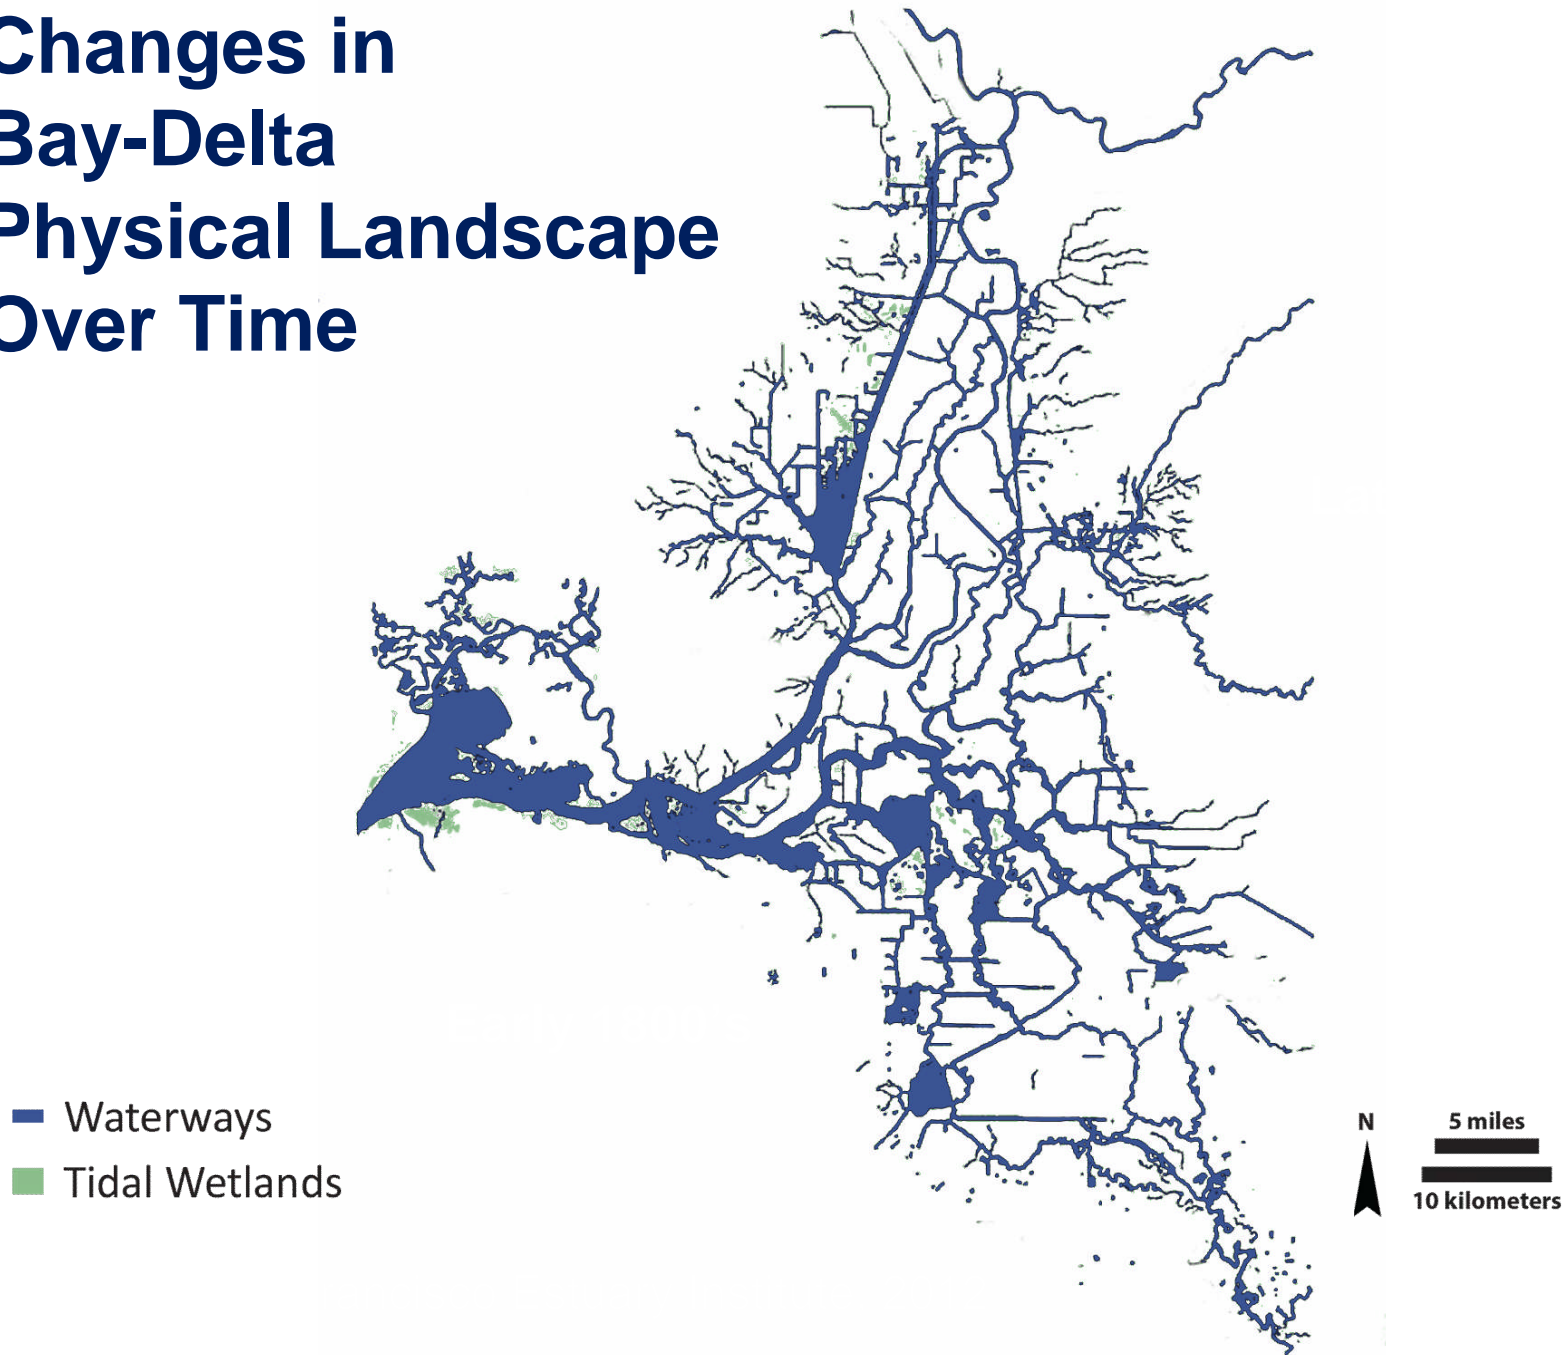 Changes in
Bay-Delta
Physical Landscape
Over Time
Waterways
Tidal Wetlands
N
5 miles
10 kilometers